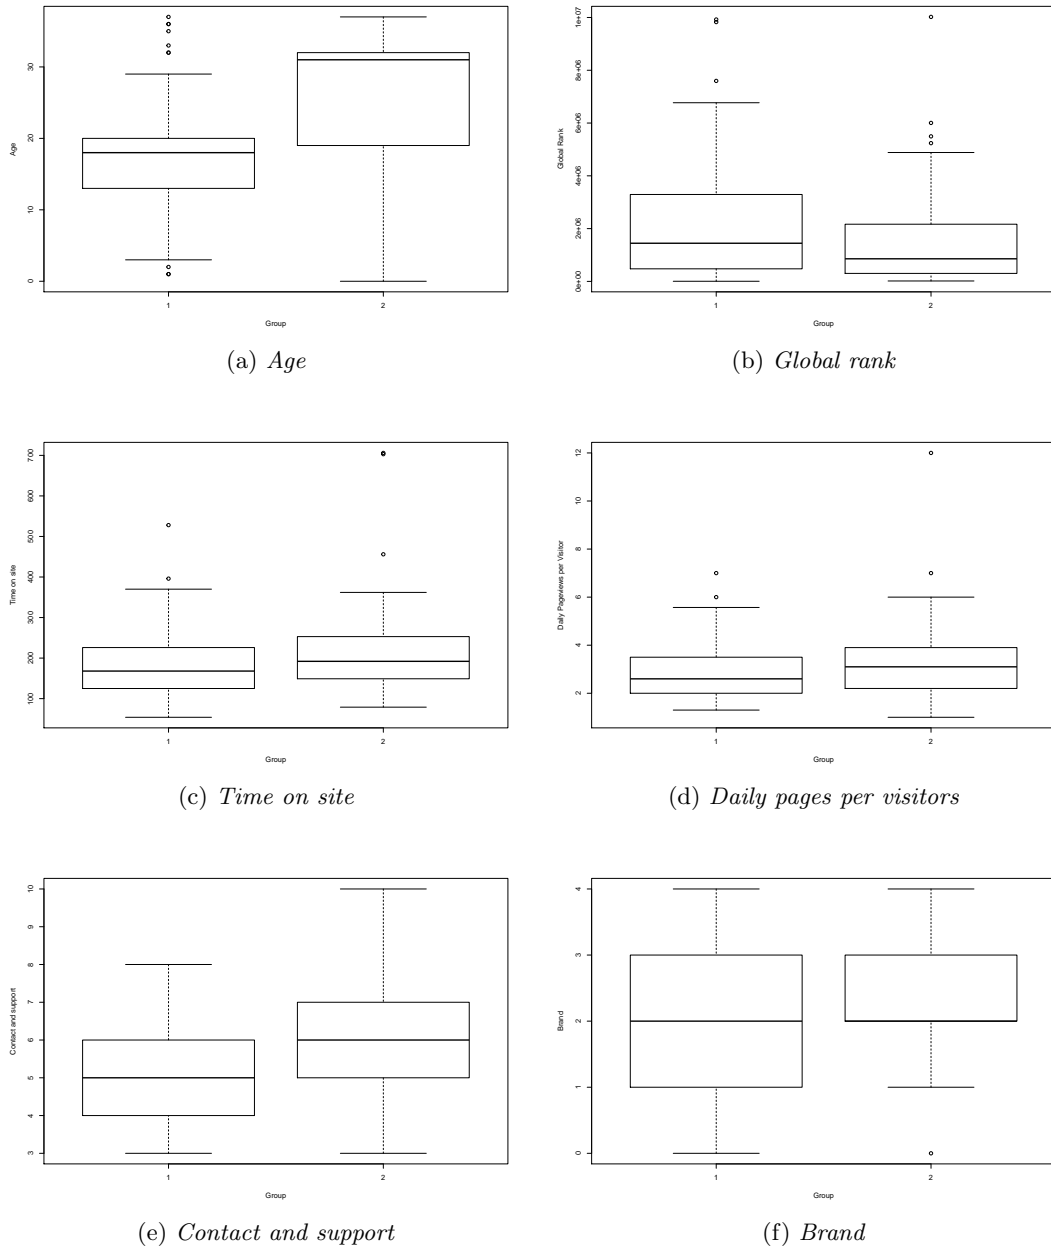 Age
0 10 20 30
1 2
Group
(a) Age
Global Rank
0e+00 2e+06 4e+06 6e+06 8e+06 1e+07
1 2
Group
(b) Global rank
Time on site
100 200 300 400 500 600 700
1 2
Group
(c) Time on site
Daily Pageviews per Visitor
2 4 6 8 10 12
1 2
Group
(d) Daily pages per visitors
Contact and support
3 4 5 6 7 8 9 10
1 2
Group
(e) Contact and support
Brand
0 1 2 3 4
1 2
Group
(f) Brand